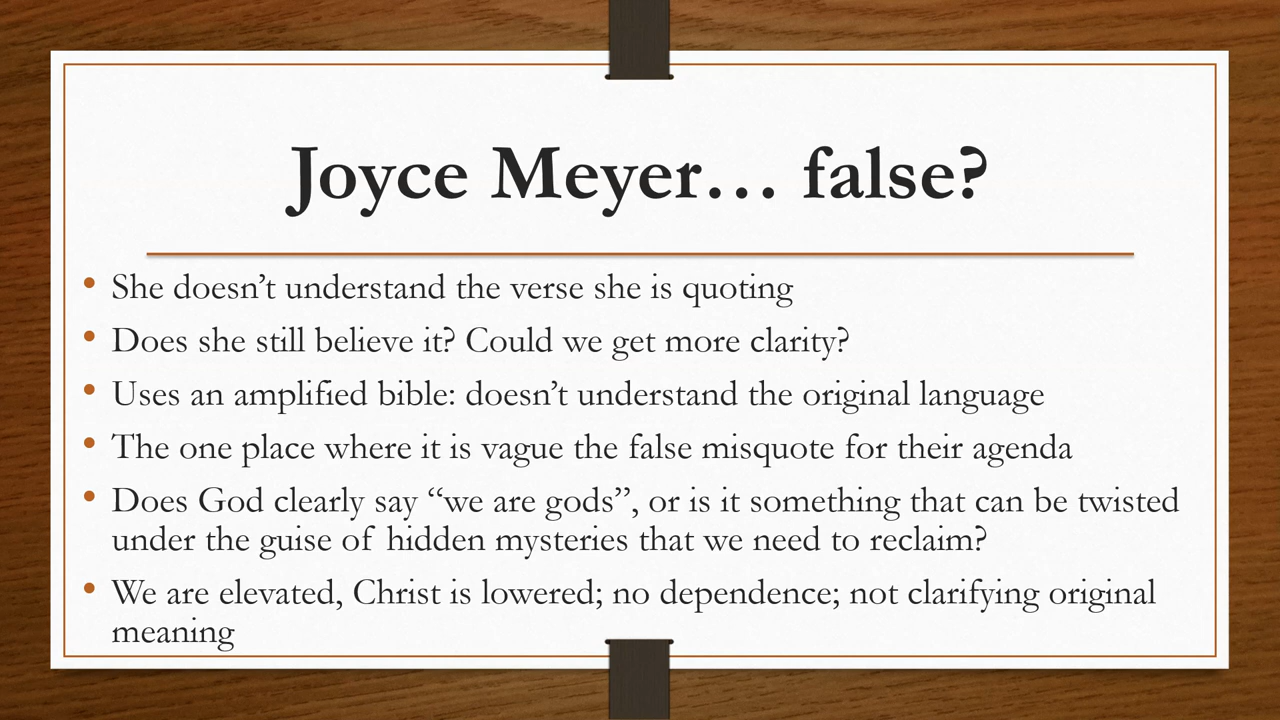 Joyce Meyer… false?
• She doesn’t understand the verse she is quoting
• Does she still believe it? Could we get more clarity?
• Uses an amplified bible: doesn’t understand the original language
• The one place where it is vague the false misquote for their agenda
• Does God clearly say “we are gods”, or is it something that can be twisted
under the guise of hidden mysteries that we need to reclaim?
• We are elevated, Christ is lowered; no dependence; not clarifying original
meaning